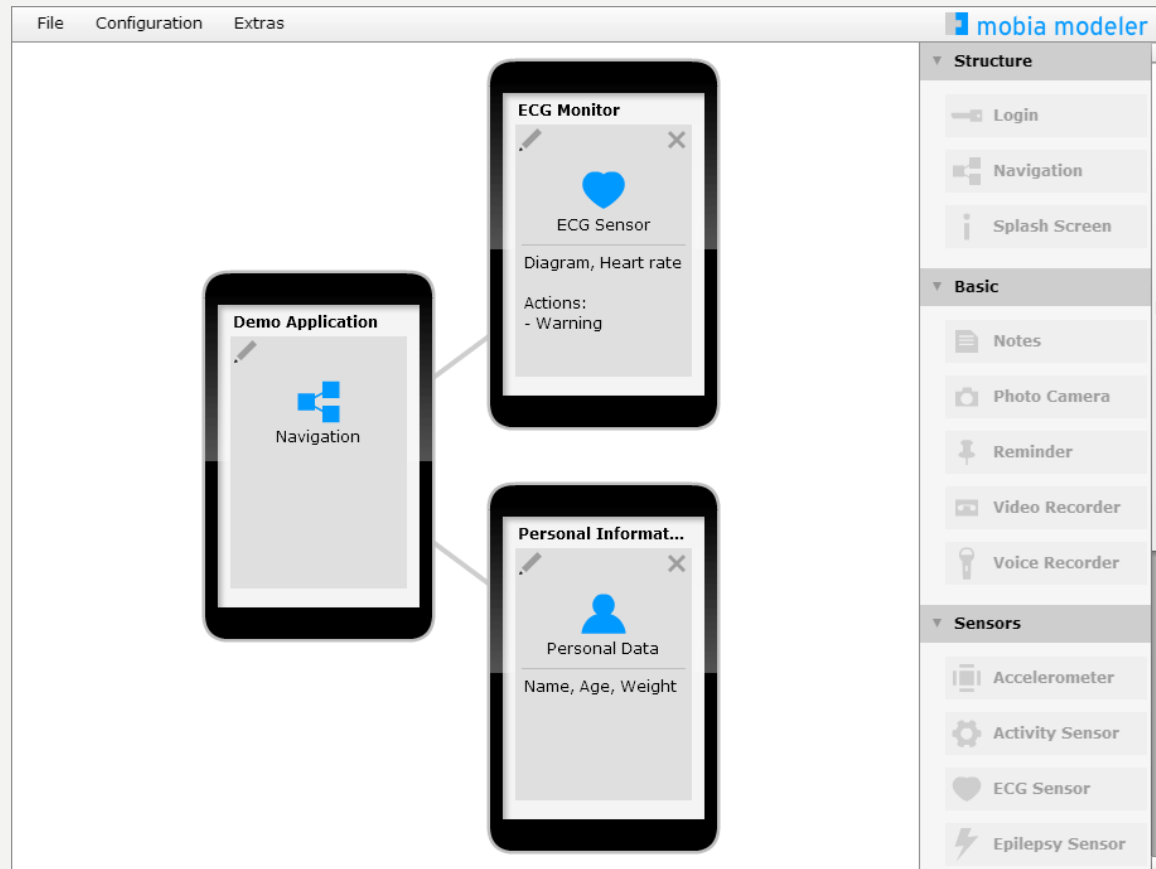 File Configuration Extras
mobia modeler
ECG Monitor
ECG Sensor
Diagram, Heart rate
Actions:
- Warning
Demo Application
Navigation
Personal Informat...
Personal Data
Name, Age, Weight
Structure
Login
Navigation
Splash Screen
Basic
Notes
Photo Camera
Reminder
Video Recorder
Voice Recorder
Sensors
Accelerometer
Activity Sensor
ECG Sensor
Epilepsy Sensor